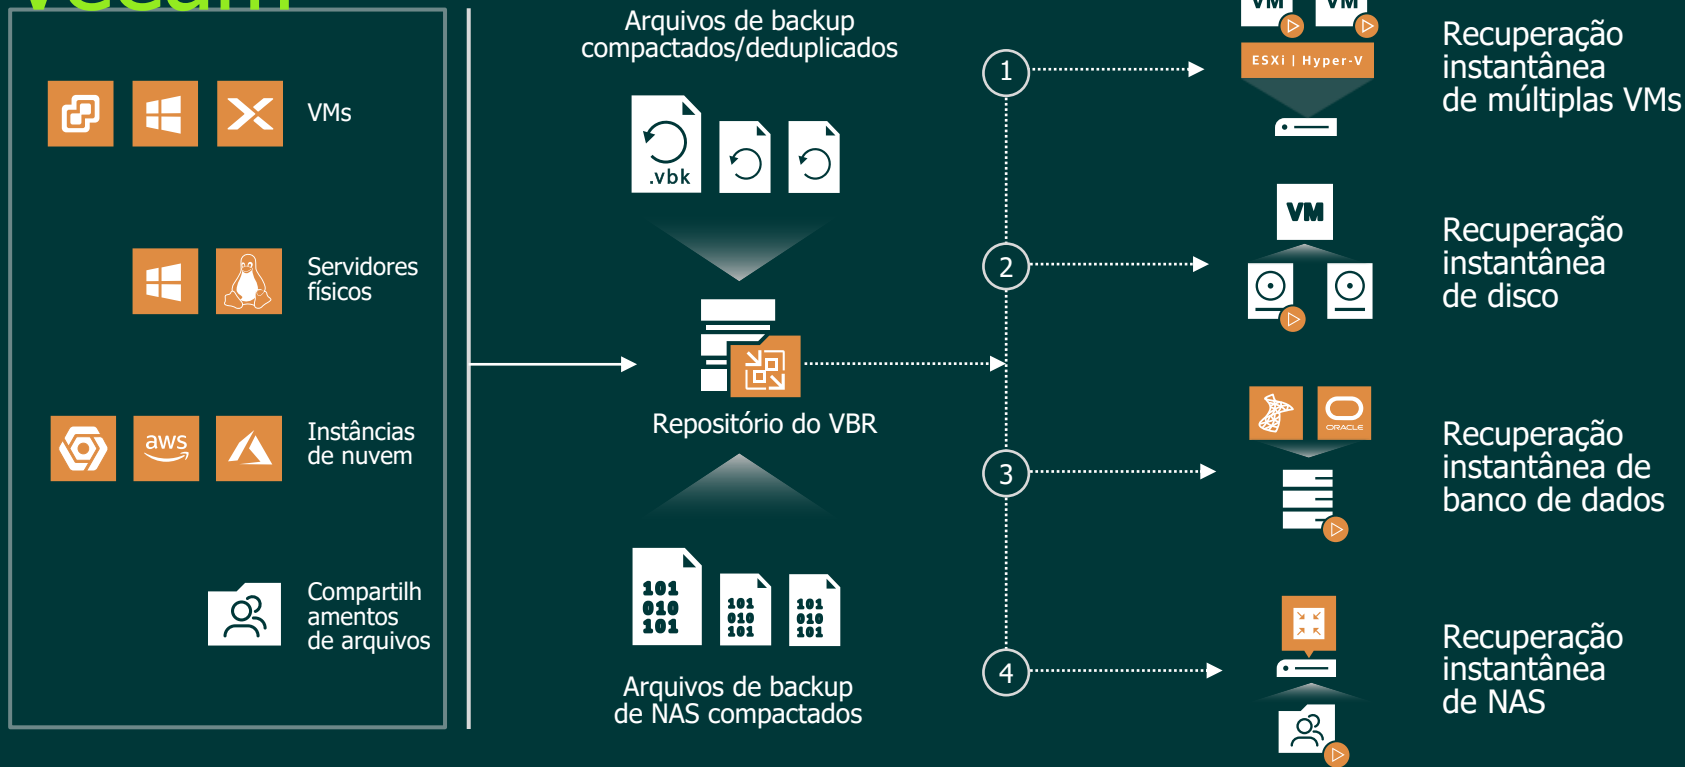 veeam
VMs
Servidores
físicos
aws
Instâncias
de nuvem
Compartilh
amentos
de arquivos
Arquivos de backup
compactados/deduplicados
.vbk
Repositório do VBR
101
010
101
101
010
101
101
010
101
Arquivos de backup
de NAS compactados
1
VM
VM
ESXi | Hyper-V
Recuperação
instantânea
de múltiplas VMs
2
VM
Recuperação
instantânea
de disco
3
ORACLE
Recuperação
instantânea de
banco de dados
4
Recuperação
instantânea
de NAS